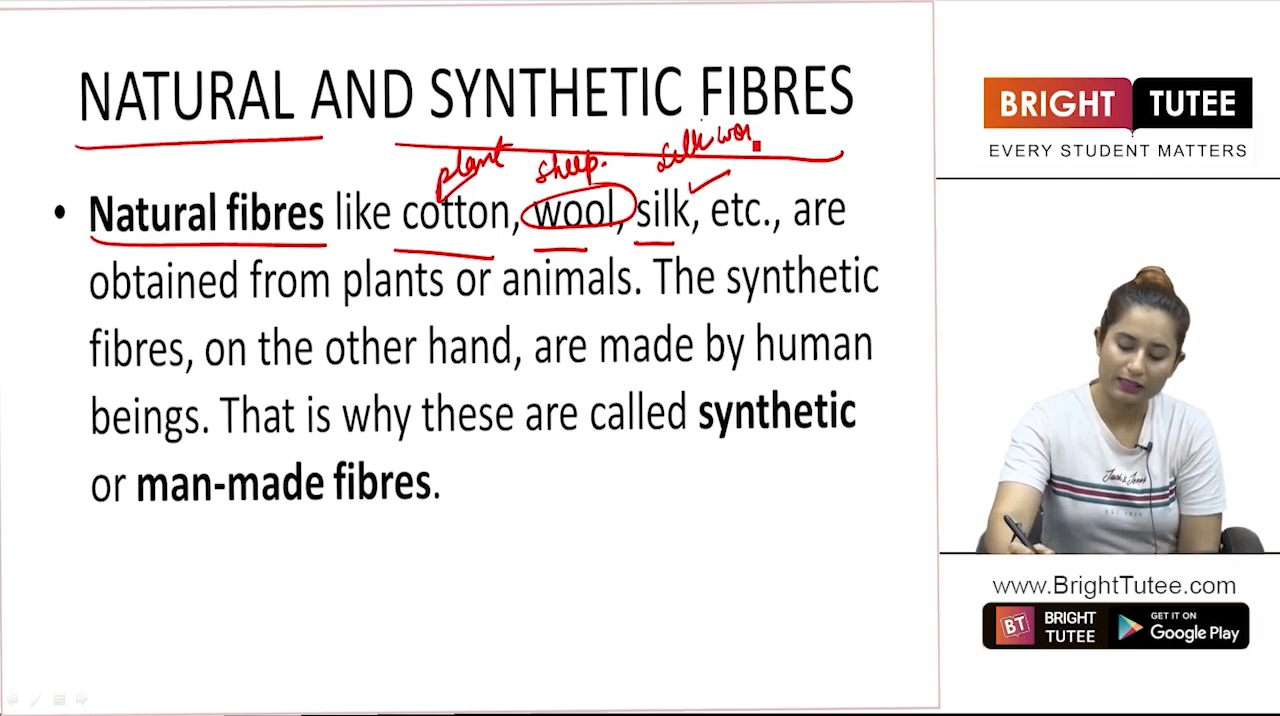 NATURAL AND SYNTHETIC FIBRES
plant sheep. silk wor
• Natural fibres like cotton, wool, silk, etc., are
obtained from plants or animals. The synthetic
fibres, on the other hand, are made by human
beings. That is why these are called synthetic
or man-made fibres.
BRIGHT TUTEE
EVERY STUDENT MATTERS
Jack & Jones
www.BrightTutee.com
BT BRIGHT TUTEE
GET IT ON
Google Play